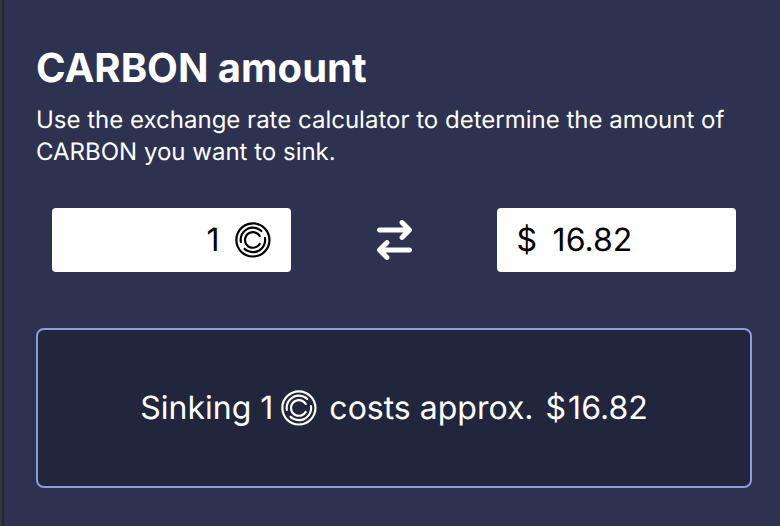 CARBON amount
Use the exchange rate calculator to determine the amount of
CARBON you want to sink.
1
$ 16.82
Sinking 1 costs approx. $16.82